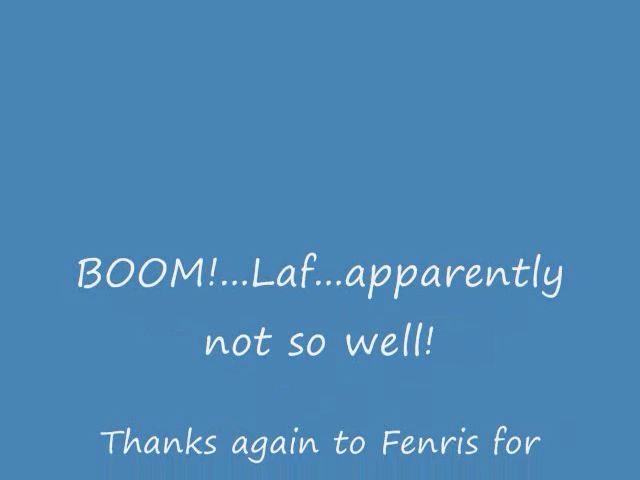 BOOM!...Laf...apparently
not so well!
Thanks again to Fenris for